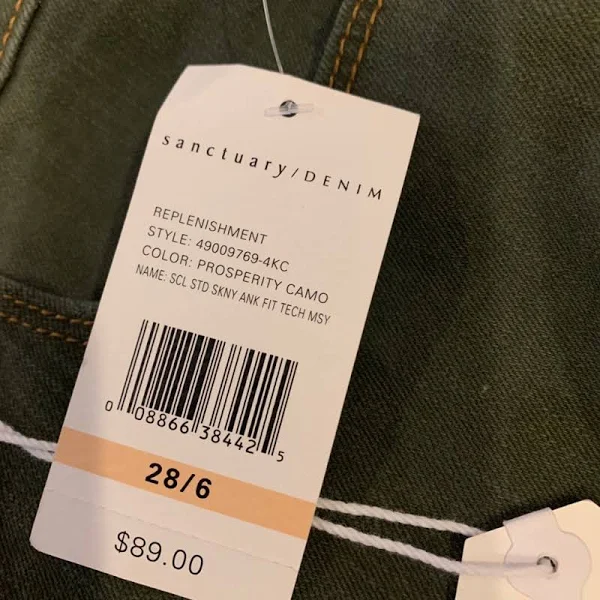 sanctuary/DENIM
REPLENISHMENT
STYLE: 49009769-4KC
COLOR: PROSPERITY CAMO
NAME: SCL STD SKNY ANK FIT TECH MSY
0 08866 38442 5
28/6
$89.00